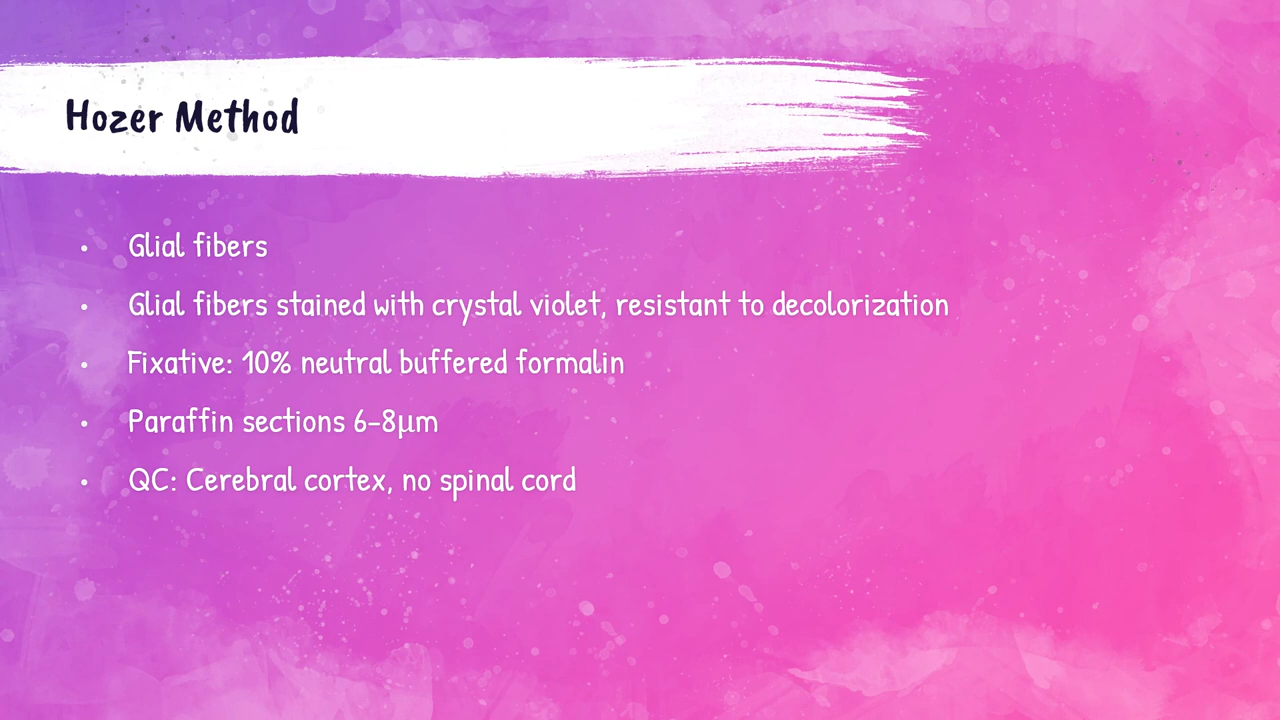 Hozer Method
• Glial fibers
• Glial fibers stained with crystal violet, resistant to decolorization
• Fixative: 10% neutral buffered formalin
• Paraffin sections 6-8µm
• QC: Cerebral cortex, no spinal cord